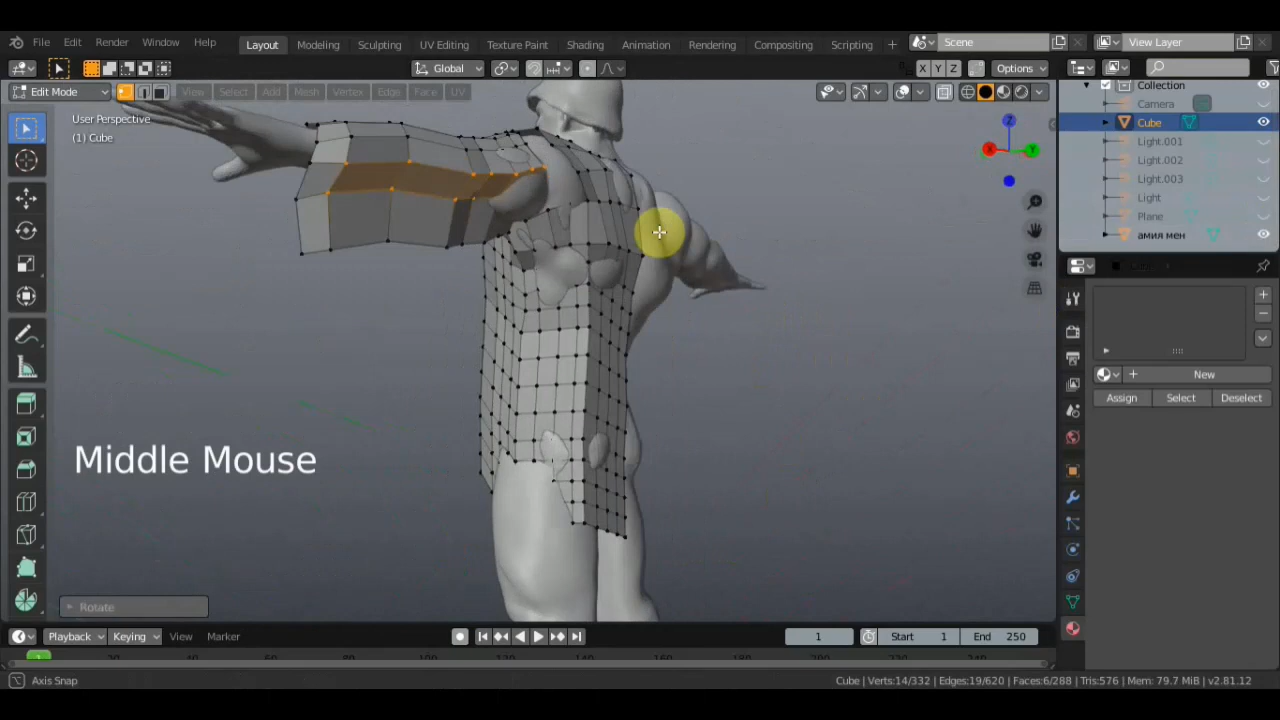 File Edit Render Window Help Layout Modeling Sculpting UV Editing Texture Paint Shading Animation Rendering Compositing Scripting + Scene View Layer
Global X Y Z Options
Edit Mode View Select Add Mesh Vertex Edge Face UV
User Perspective
(1) Cube
Z
X
Y
Collection
Camera
Cube
Light.001
Light.002
Light.003
Light
Plane
амия мен
+ New
Assign Select Deselect
Middle Mouse
Rotate
Playback Keying View Marker 1 Start 1 End 250
Axis Snap Cube | Verts:14/332 | Edges:19/620 | Faces:6/288 | Tris:576 | Mem: 79.7 MiB | v2.81.12